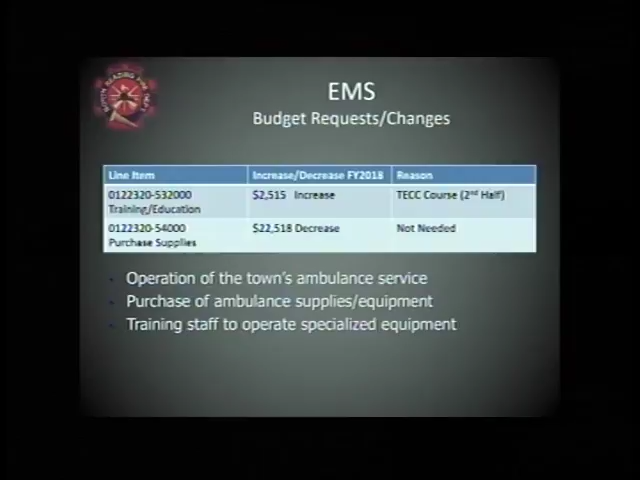 EMS
Budget Requests/Changes
Line Item Increase/Decrease FY2018 Reason
0122320-532000 $2,515 Increase TECC Course (2nd Half)
Training/Education
0122320-54000 $22,518 Decrease Not Needed
Purchase Supplies
Operation of the town's ambulance service
Purchase of ambulance supplies/equipment
Training staff to operate specialized equipment